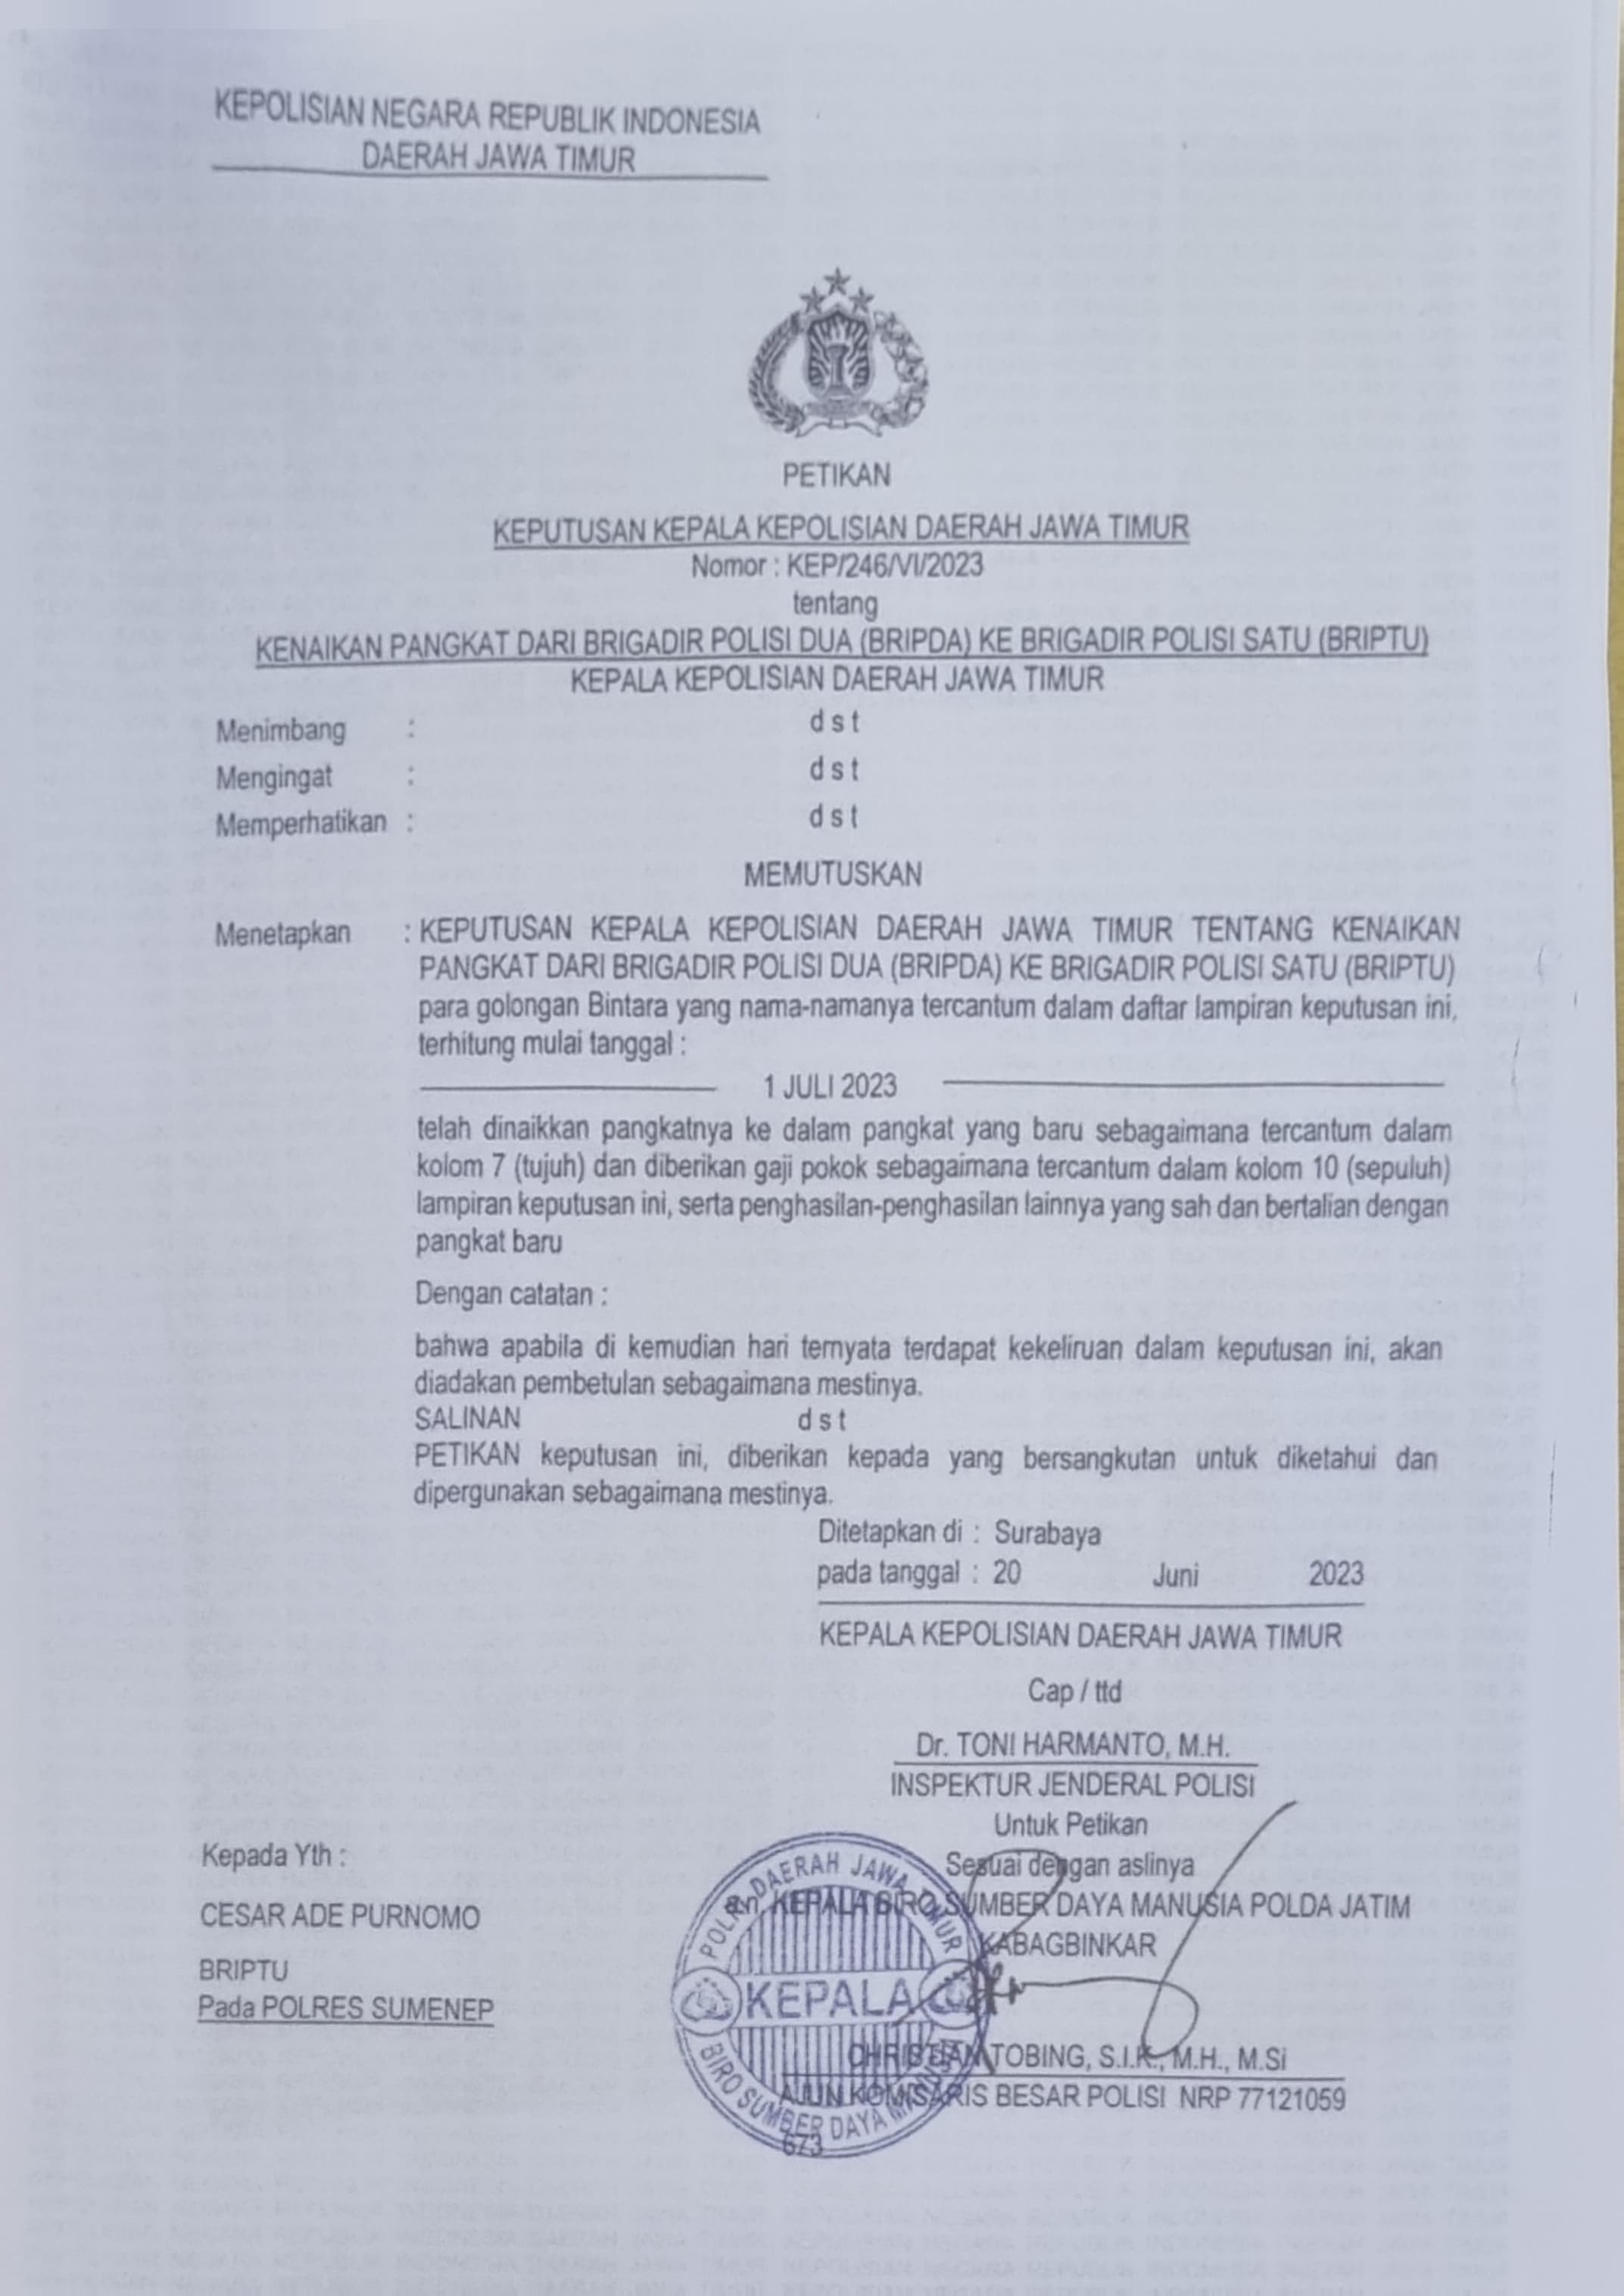 KEPOLISIAN NEGARA REPUBLIK INDONESIA
DAERAH JAWA TIMUR
PETIKAN
KEPUTUSAN KEPALA KEPOLISIAN DAERAH JAWA TIMUR
Nomor : KEP/246/VI/2023
tentang
KENAIKAN PANGKAT DARI BRIGADIR POLISI DUA (BRIPDA) KE BRIGADIR POLISI SATU (BRIPTU)
KEPALA KEPOLISIAN DAERAH JAWA TIMUR
Menimbang : d s t
Mengingat : d s t
Memperhatikan : d s t
MEMUTUSKAN
Menetapkan : KEPUTUSAN KEPALA KEPOLISIAN DAERAH JAWA TIMUR TENTANG KENAIKAN
PANGKAT DARI BRIGADIR POLISI DUA (BRIPDA) KE BRIGADIR POLISI SATU (BRIPTU)
para golongan Bintara yang nama-namanya tercantum dalam daftar lampiran keputusan ini,
terhitung mulai tanggal :
1 JULI 2023
telah dinaikkan pangkatnya ke dalam pangkat yang baru sebagaimana tercantum dalam
kolom 7 (tujuh) dan diberikan gaji pokok sebagaimana tercantum dalam kolom 10 (sepuluh)
lampiran keputusan ini, serta penghasilan-penghasilan lainnya yang sah dan bertalian dengan
pangkat baru
Dengan catatan :
bahwa apabila di kemudian hari ternyata terdapat kekeliruan dalam keputusan ini, akan
diadakan pembetulan sebagaimana mestinya.
SALINAN d s t
PETIKAN keputusan ini, diberikan kepada yang bersangkutan untuk diketahui dan
dipergunakan sebagaimana mestinya.
Ditetapkan di : Surabaya
pada tanggal : 20 Juni 2023
KEPALA KEPOLISIAN DAERAH JAWA TIMUR
Cap / ttd
Dr. TONI HARMANTO, M.H.
INSPEKTUR JENDERAL POLISI
Untuk Petikan
Sesuai dengan aslinya
a.n. KEPALA BIRO SUMBER DAYA MANUSIA POLDA JATIM
KABAGBINKAR
CHRISTIAN TOBING, S.I.K., M.H., M.Si
AJUN KOMISARIS BESAR POLISI NRP 77121059
Kepada Yth :
CESAR ADE PURNOMO
BRIPTU
Pada POLRES SUMENEP
POLRI DAERAH JAWA TIMUR
KEPALA
BIRO SUMBER DAYA MANUSIA
673